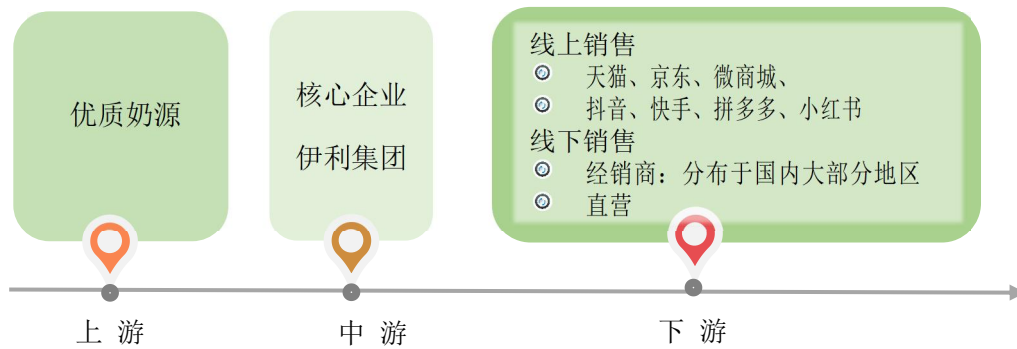 优质奶源
核心企业
伊利集团
线上销售
天猫、京东、微商城、
抖音、快手、拼多多、小红书
线下销售
经销商：分布于国内大部分地区
直营
上 游
中 游
下 游